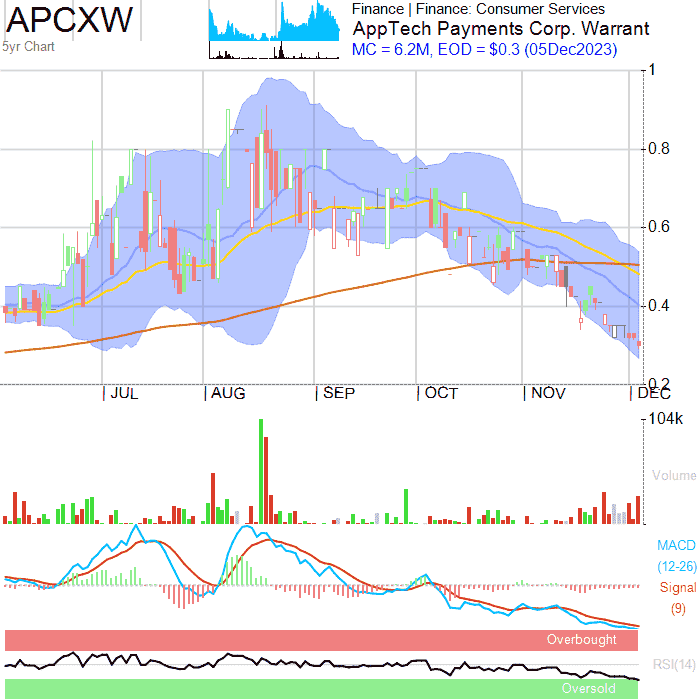 APCXW
5yr Chart
Finance | Finance: Consumer Services
AppTech Payments Corp. Warrant
MC = 6.2M, EOD = $0.3 (05Dec2023)
1
0.8
0.6
0.4
0.2
JUL AUG SEP OCT NOV DEC
104k
Volume
MACD
(12-26)
Signal
(9)
Overbought
RSI(14)
Oversold